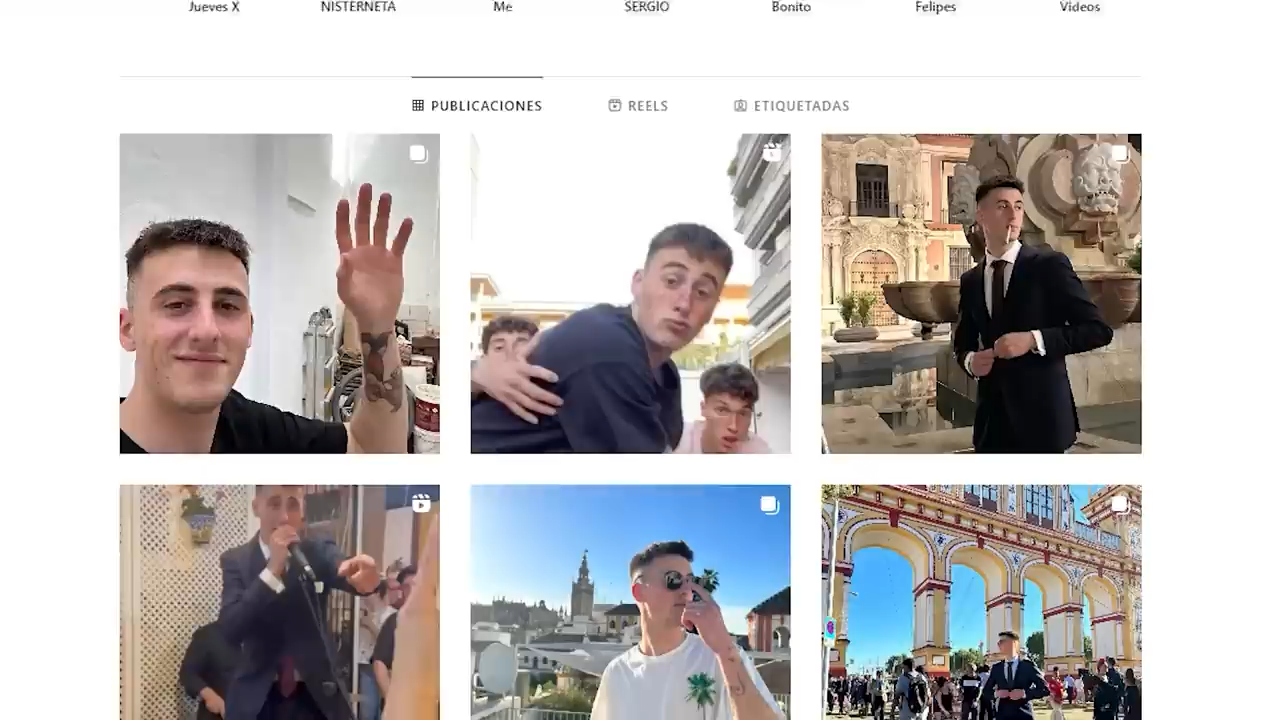 Jueves X NISTERNETA Me SERGIO Bonito Felipes Videos
PUBLICACIONES REELS ETIQUETADAS